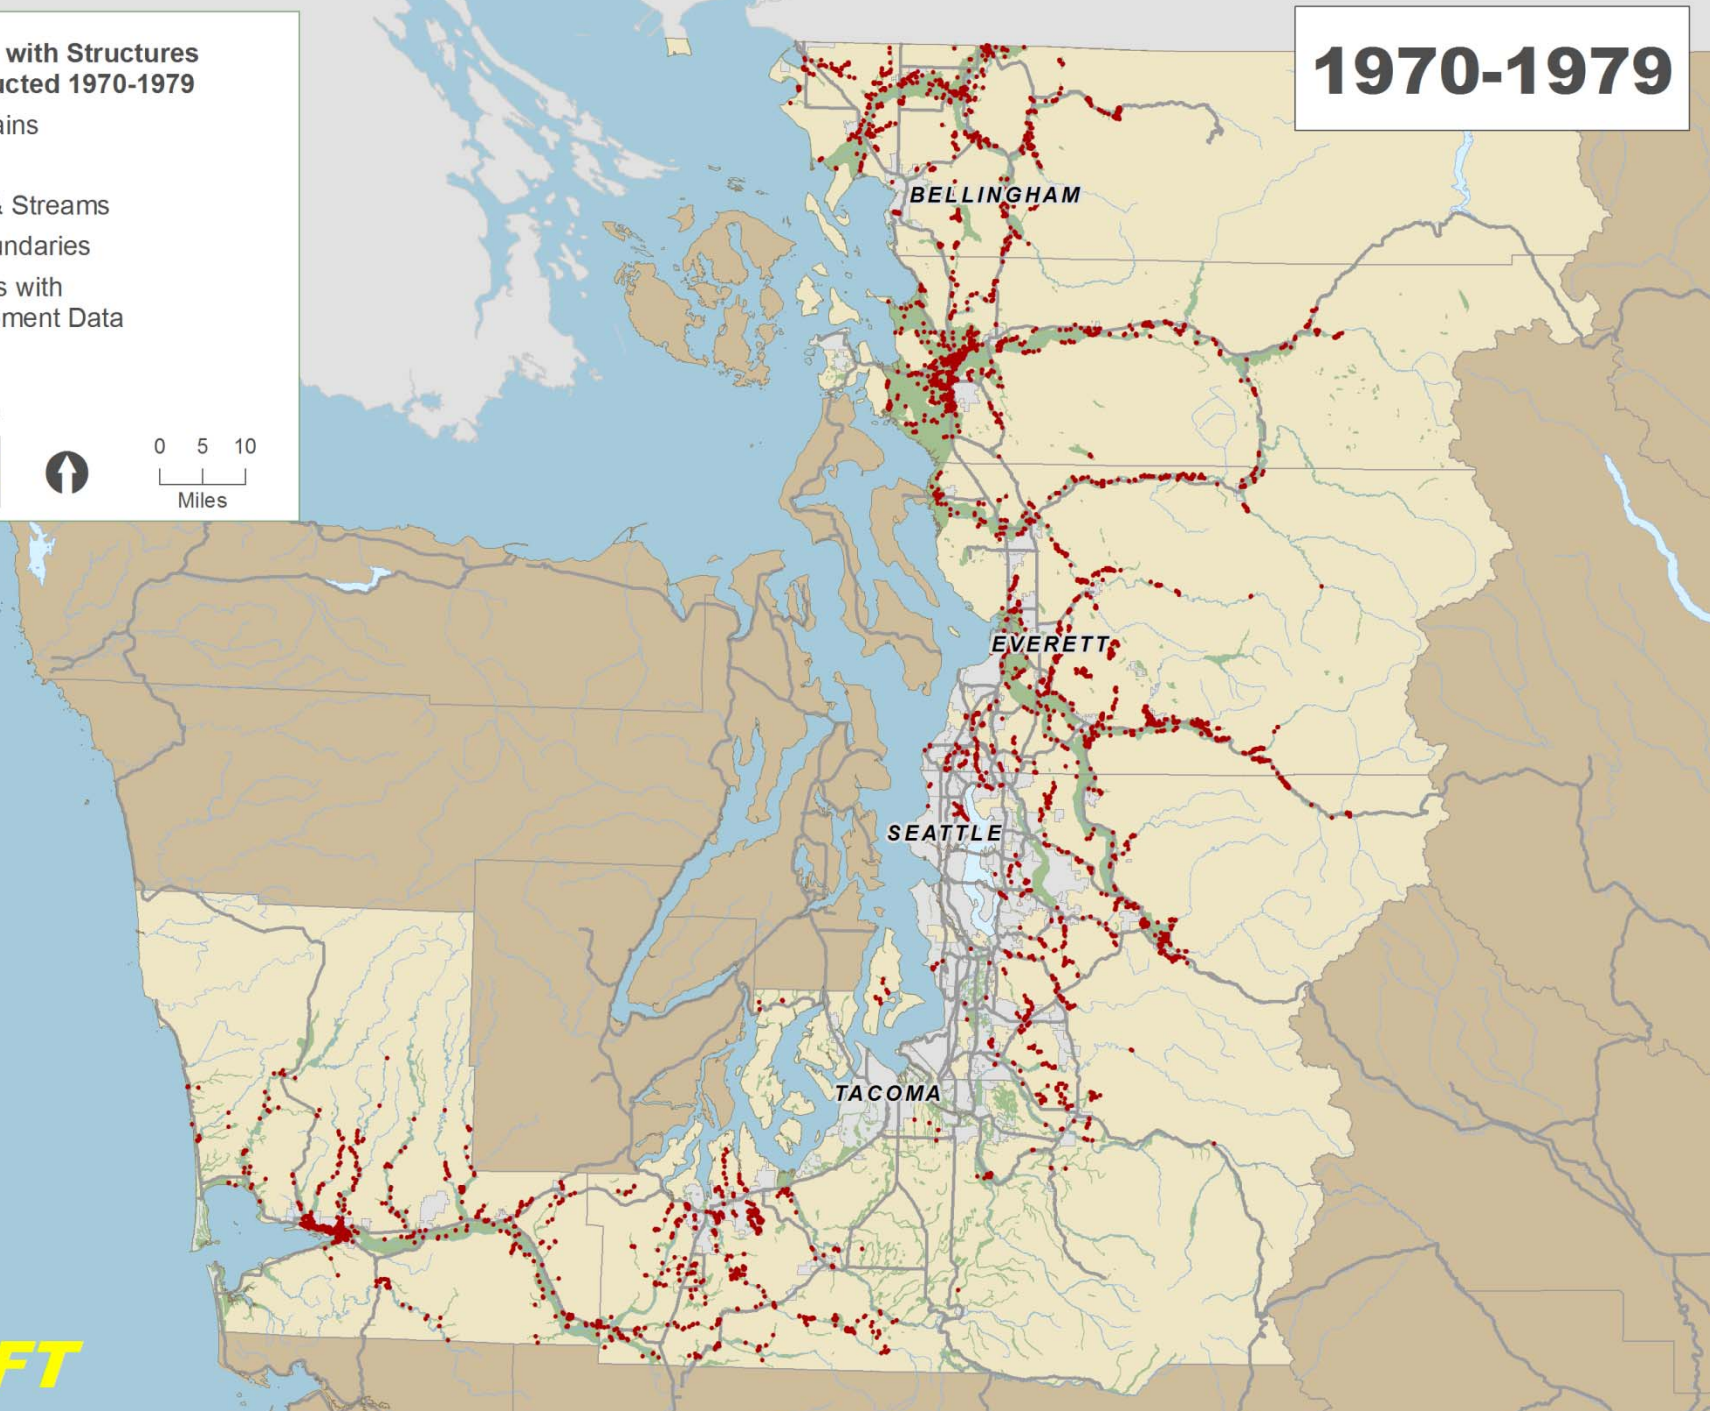 with Structures
ucted 1970-1979
ains
& Streams
undaries
s with
ment Data
0 5 10
Miles
1970-1979
BELLINGHAM
EVERETT
SEATTLE
TACOMA
FT